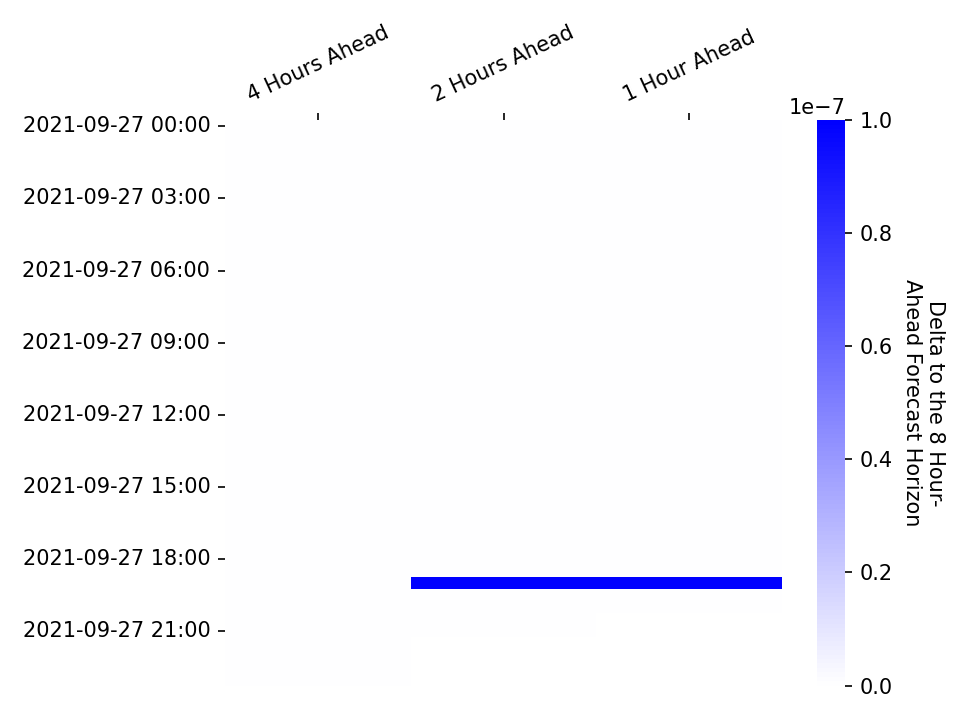 4 Hours Ahead
2 Hours Ahead
1 Hour Ahead
2021-09-27 00:00
2021-09-27 03:00
2021-09-27 06:00
2021-09-27 09:00
2021-09-27 12:00
2021-09-27 15:00
2021-09-27 18:00
2021-09-27 21:00
1e−7
1.0
0.8
0.6
0.4
0.2
0.0
Delta to the 8 Hour-
Ahead Forecast Horizon